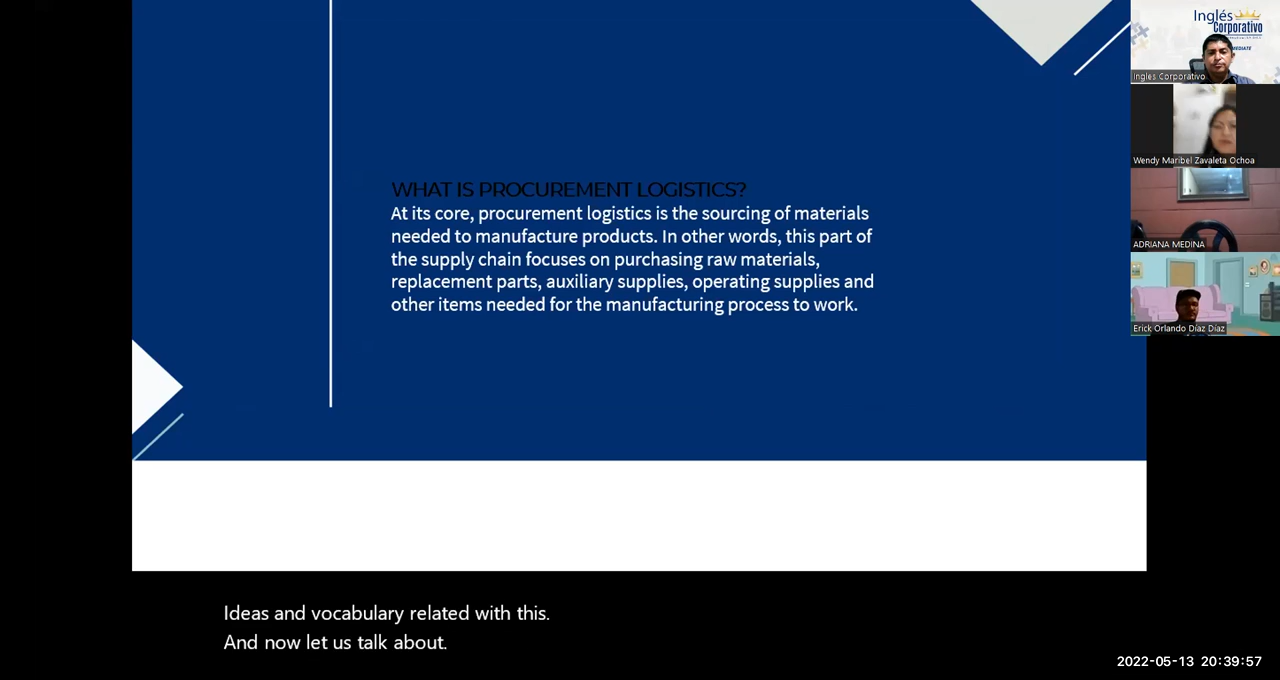 WHAT IS PROCUREMENT LOGISTICS?
At its core, procurement logistics is the sourcing of materials
needed to manufacture products. In other words, this part of
the supply chain focuses on purchasing raw materials,
replacement parts, auxiliary supplies, operating supplies and
other items needed for the manufacturing process to work.
Inglés
Corporativo
Ingles Corporativo
Wendy Maribel Zavaleta Ochoa
ADRIANA MEDINA
Erick Orlando Díaz Díaz
Ideas and vocabulary related with this.
And now let us talk about.
2022-05-13 20:39:57